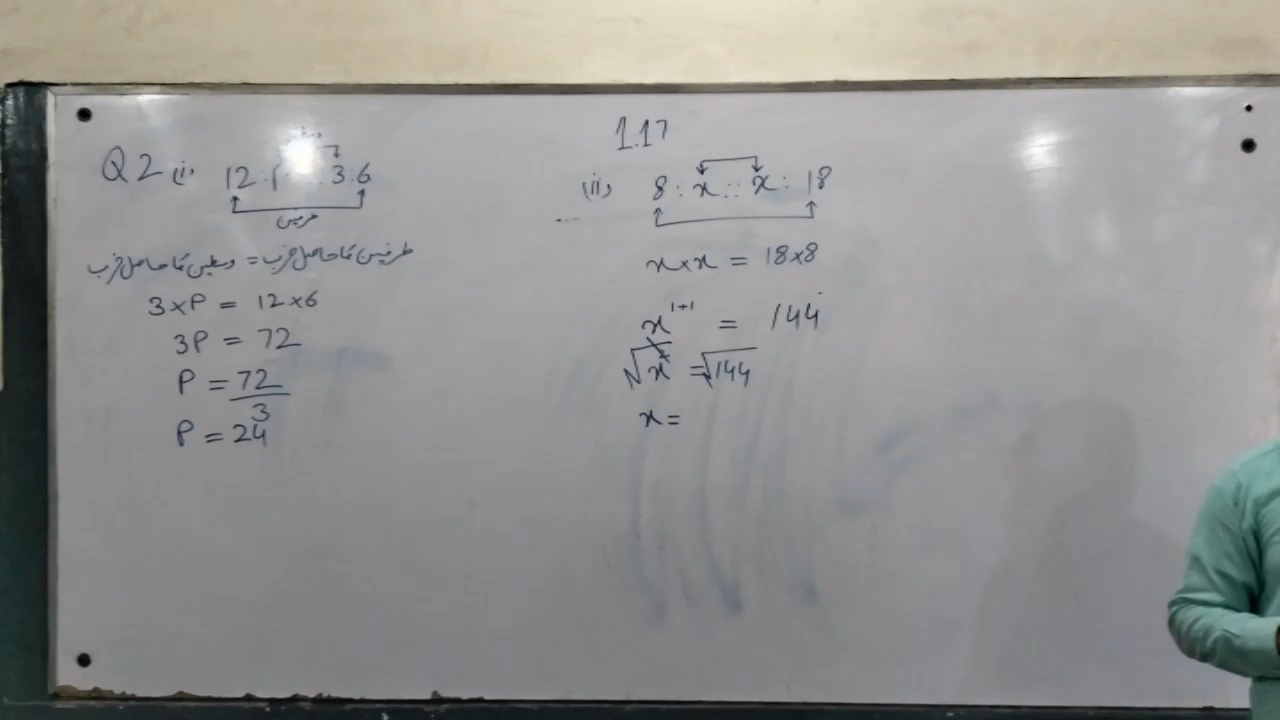 1.17
Q2 (i) 12 : P :: 3 : 6
طرفین
وسطین کا حاصل ضرب = طرفین کا حاصل ضرب
3×P = 12×6
3P = 72
P = 72/3
P = 24
(ii) 8 : x :: x : 18
x×x = 18×8
x¹⁺¹ = 144
√x² = √144
x =